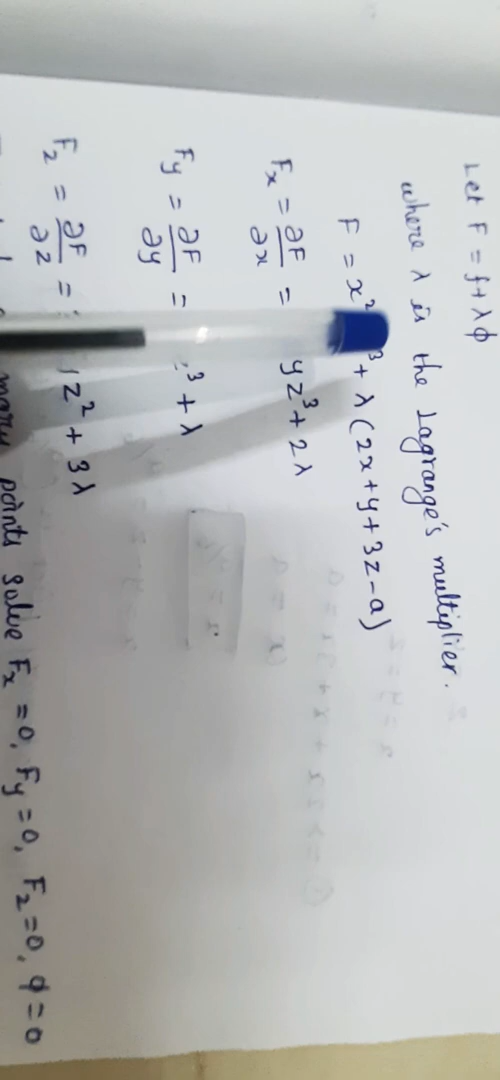 Let F = f + λφ
where λ is the Lagrange's multiplier.
F = x² ³ + λ (2x + y + 3z - a)
Fx = ∂F/∂x = yz³ + 2λ
Fy = ∂F/∂y = ³ + λ
Fz = ∂F/∂z = z² + 3λ
points solve Fx = 0, Fy = 0, Fz = 0, φ = 0